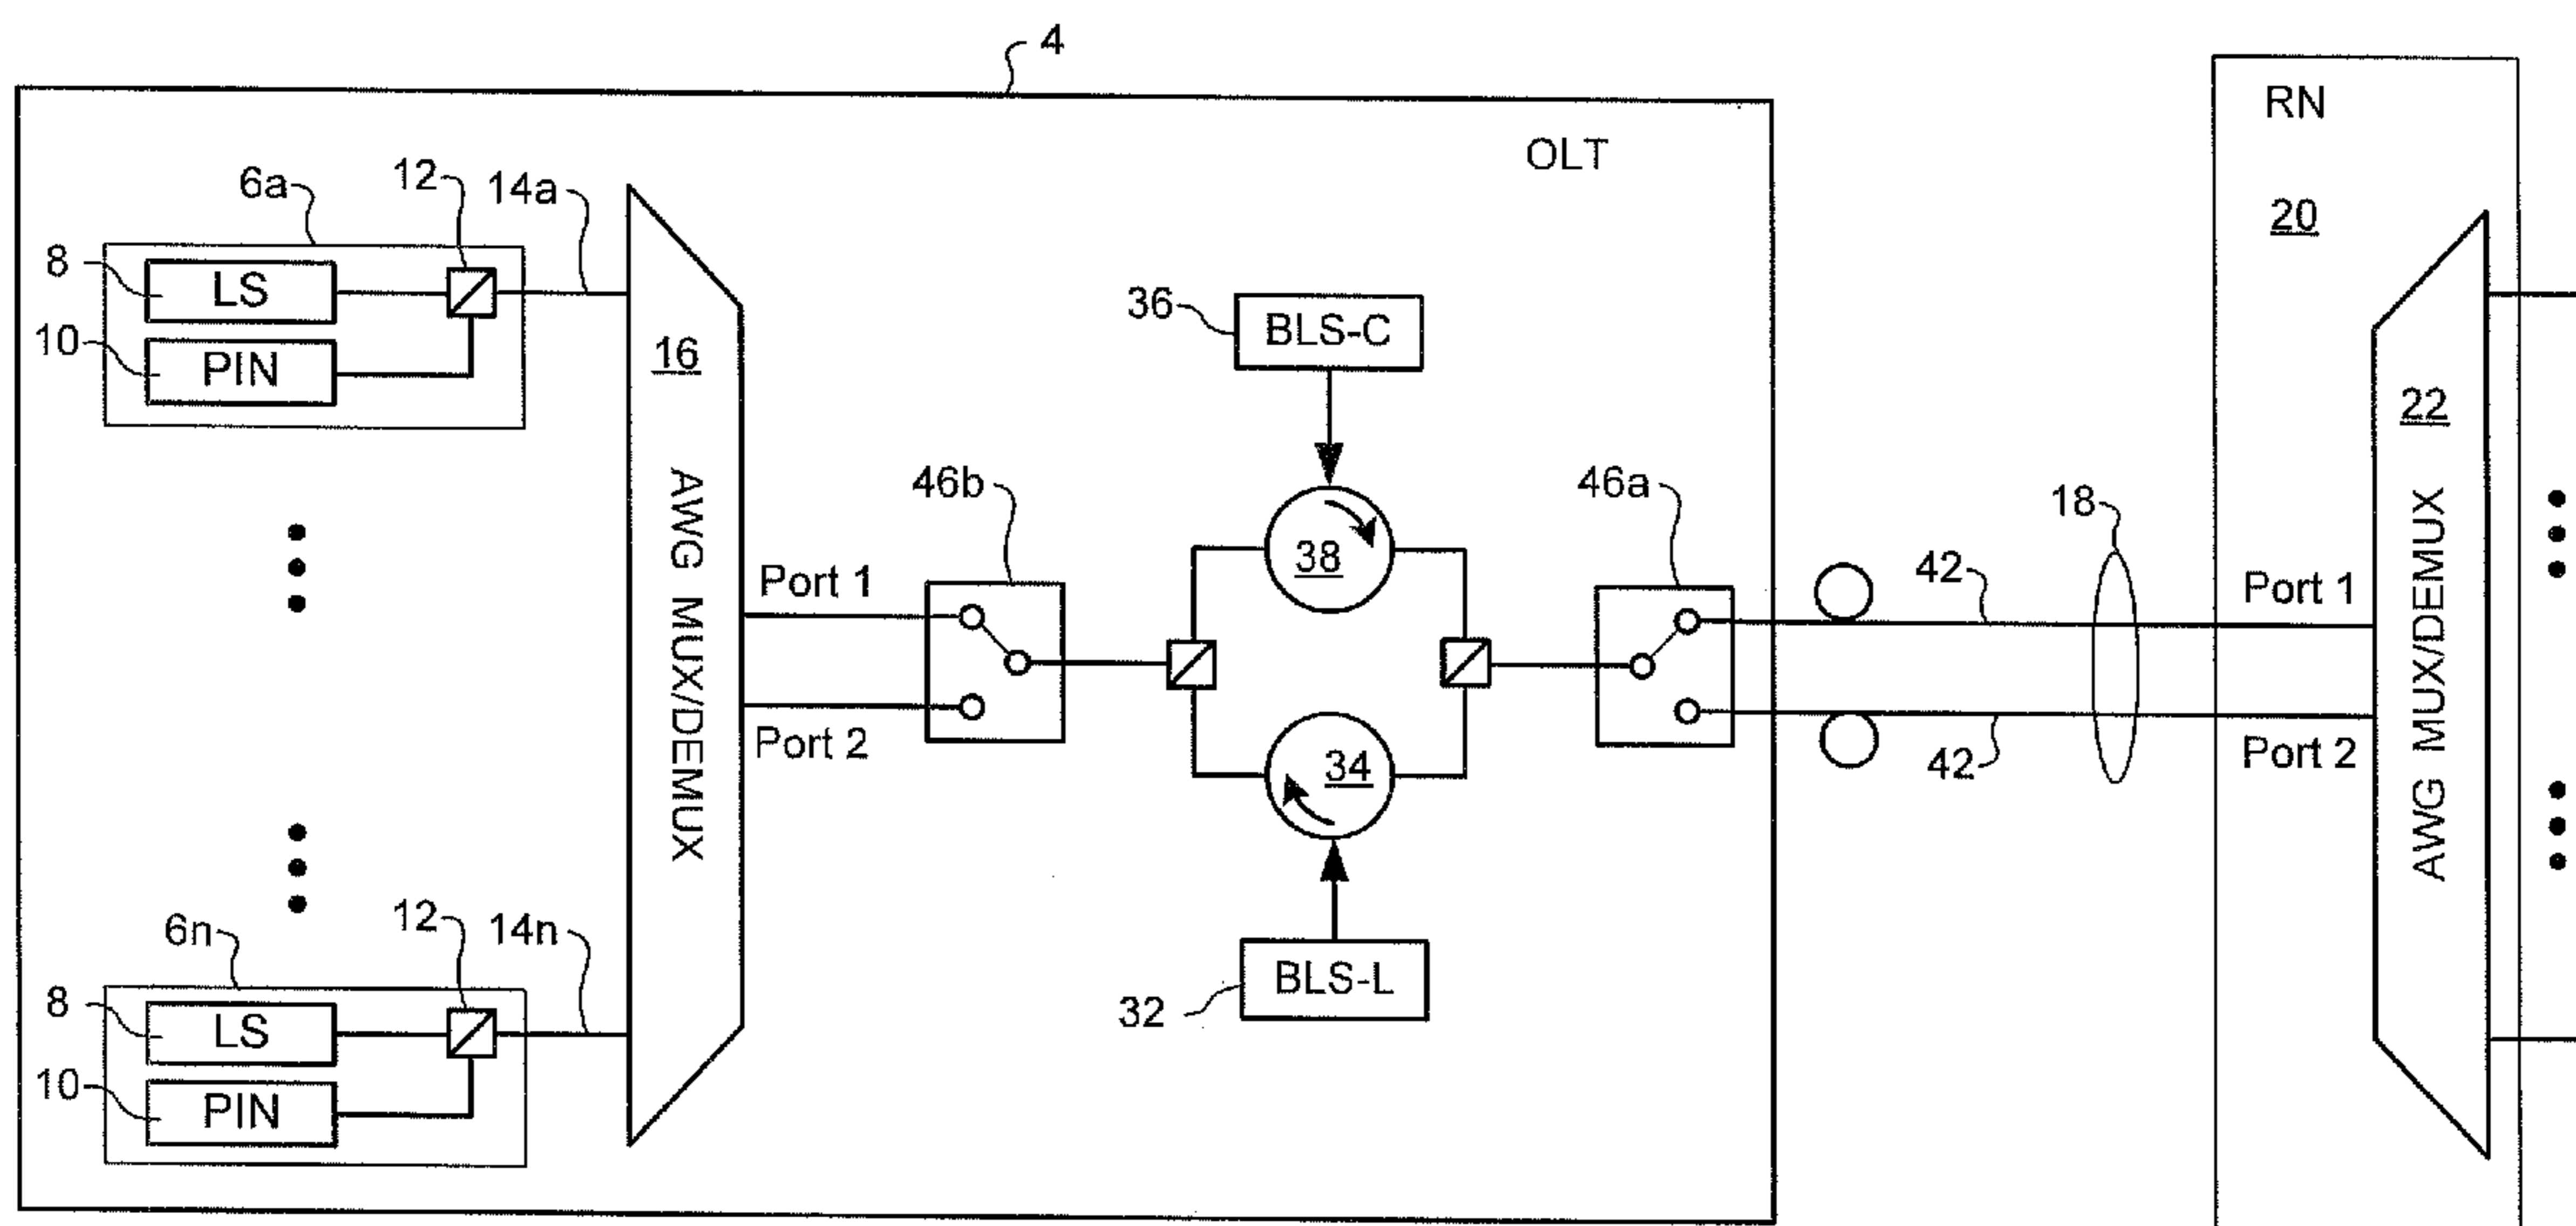 4
OLT
RN
20
6a
12
14a
8
LS
10
PIN
16
AWG MUX/DEMUX
36
BLS-C
38
46b
46a
Port 1
Port 2
34
32
BLS-L
18
42
42
Port 1
Port 2
22
AWG MUX/DEMUX
6n
12
14n
8
LS
10
PIN